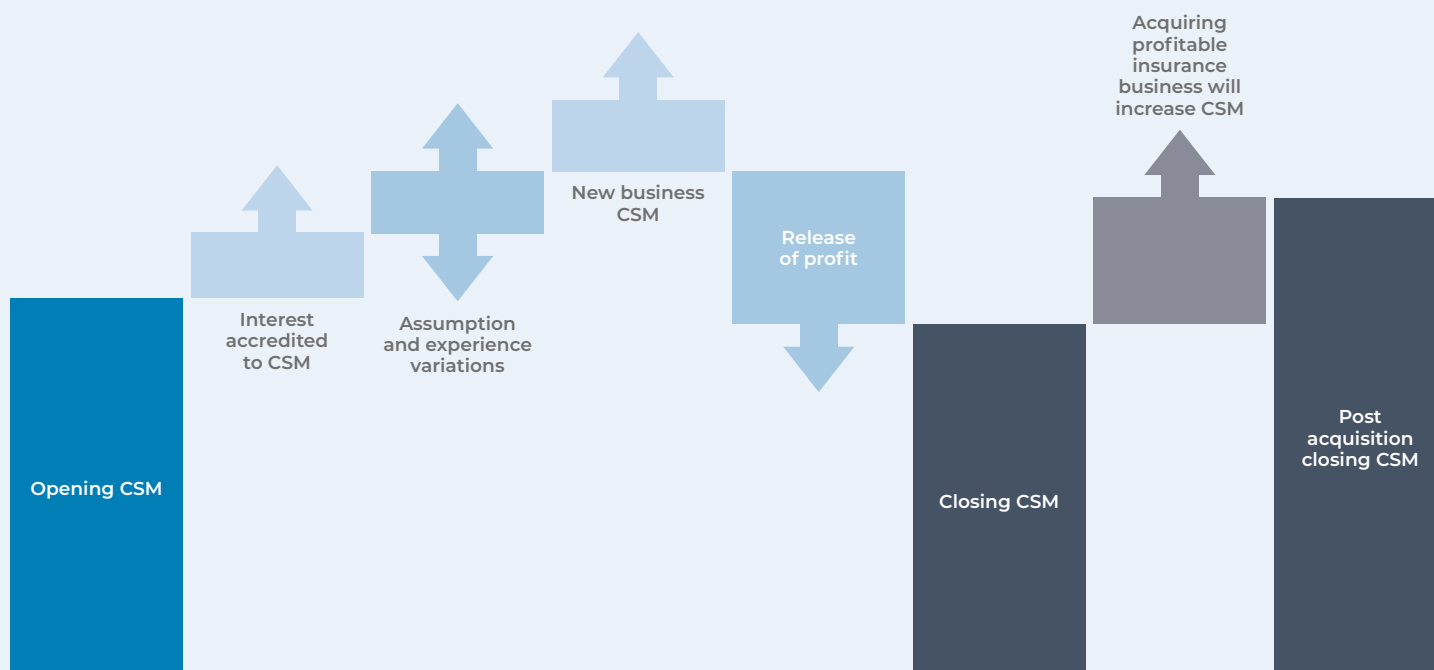 Opening CSM
Interest
accredited
to CSM
Assumption
and experience
variations
New business
CSM
Release
of profit
Closing CSM
Acquiring
profitable
insurance
business will
increase CSM
Post
acquisition
closing CSM